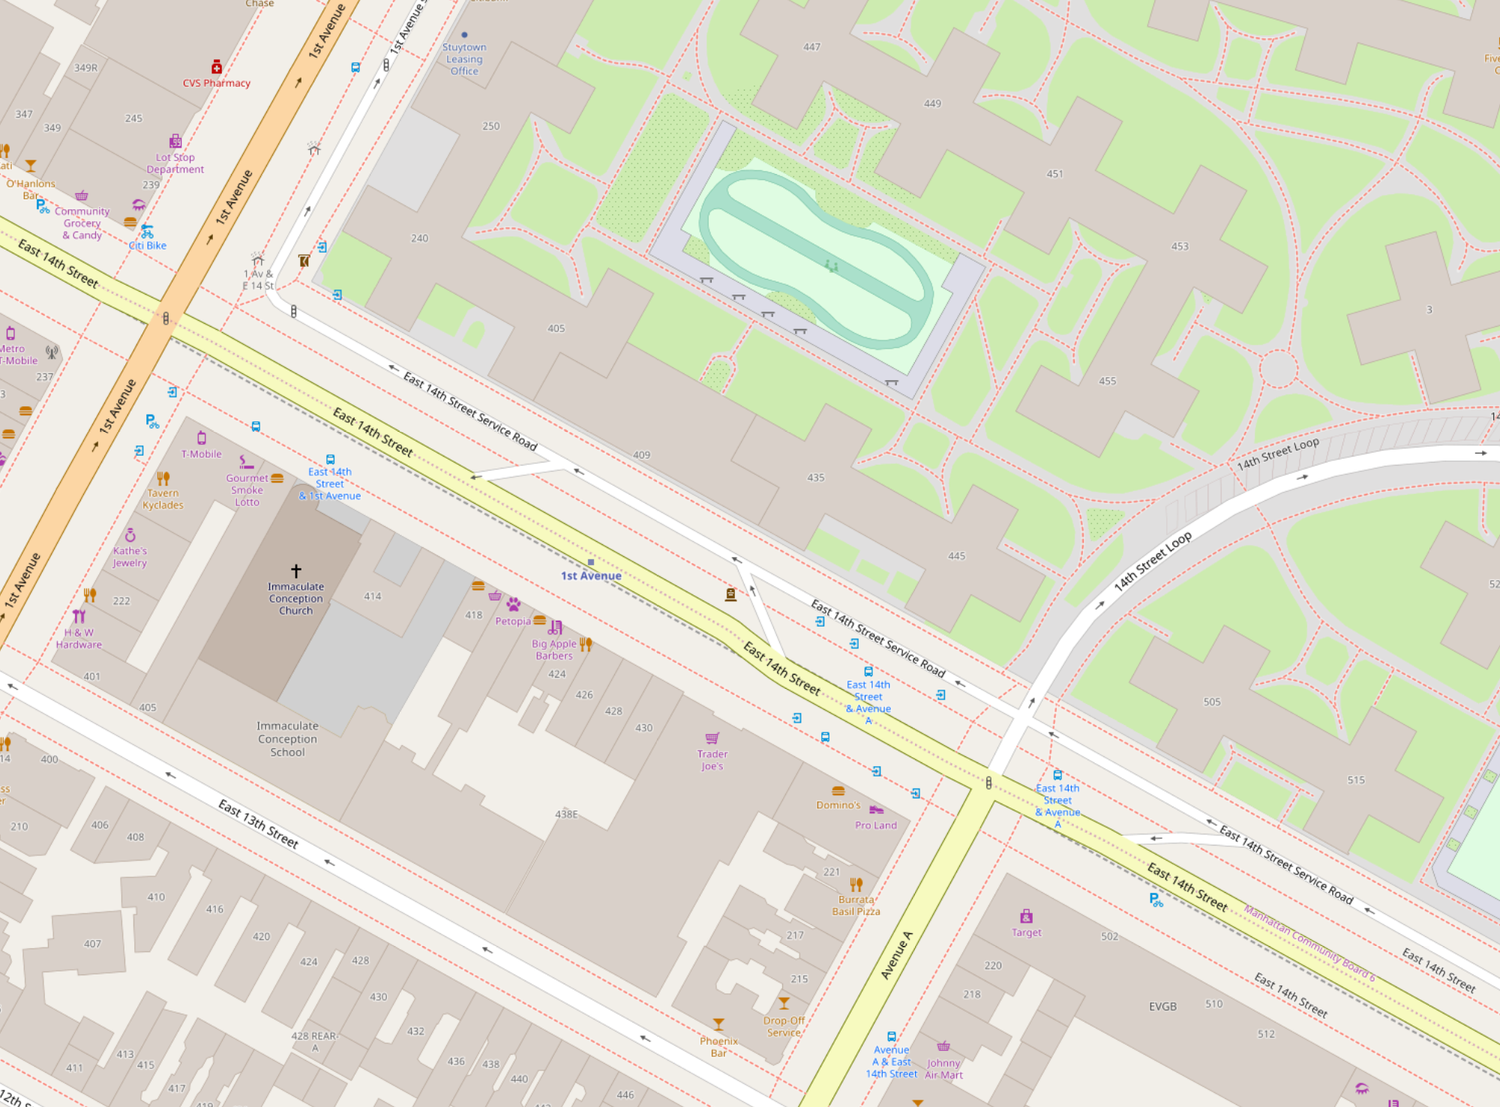 Chase
1st Avenue
1st Avenue S
Stuytown
Leasing
Office
447
349R
CVS Pharmacy
449
347
349
245
250
Lot Stop
Department
451
O'Hanlons
Bar
239
Community
Grocery
& Candy
Citi Bike
1st Avenue
240
453
East 14th Street
1 Av &
E 14 St
3
405
Metro
T-Mobile
237
455
1st Avenue
East 14th Street
East 14th Street Service Road
T-Mobile
409
14th Street Loop
Gourmet
Smoke
Lotto
East 14th
Street
& 1st Avenue
435
Tavern
Kyclades
Kathe's
Jewelry
445
14th Street Loop
1st Avenue
1st Avenue
Immaculate
Conception
Church
414
222
418
Petopia
East 14th Street Service Road
H & W
Hardware
Big Apple
Barbers
East 14th Street
401
424
426
East 14th
Street
& Avenue
A
405
428
430
505
Immaculate
Conception
School
Trader
Joe's
400
515
East 14th
Street
& Avenue
A
Domino's
438E
Pro Land
210
406
408
East 13th Street
East 14th Street Service Road
221
East 14th Street
410
Burrata
Basil Pizza
416
Target
Manhattan Community Board 6
407
420
217
502
424
428
Avenue A
220
East 14th Street
430
215
218
East 14th Street
EVGB
510
Drop-Off
Service
432
428 REAR-
A
512
Phoenix
Bar
413
411
415
436
438
Avenue
A & East
14th Street
Johnny
Air Mart
440
417
446
12th S